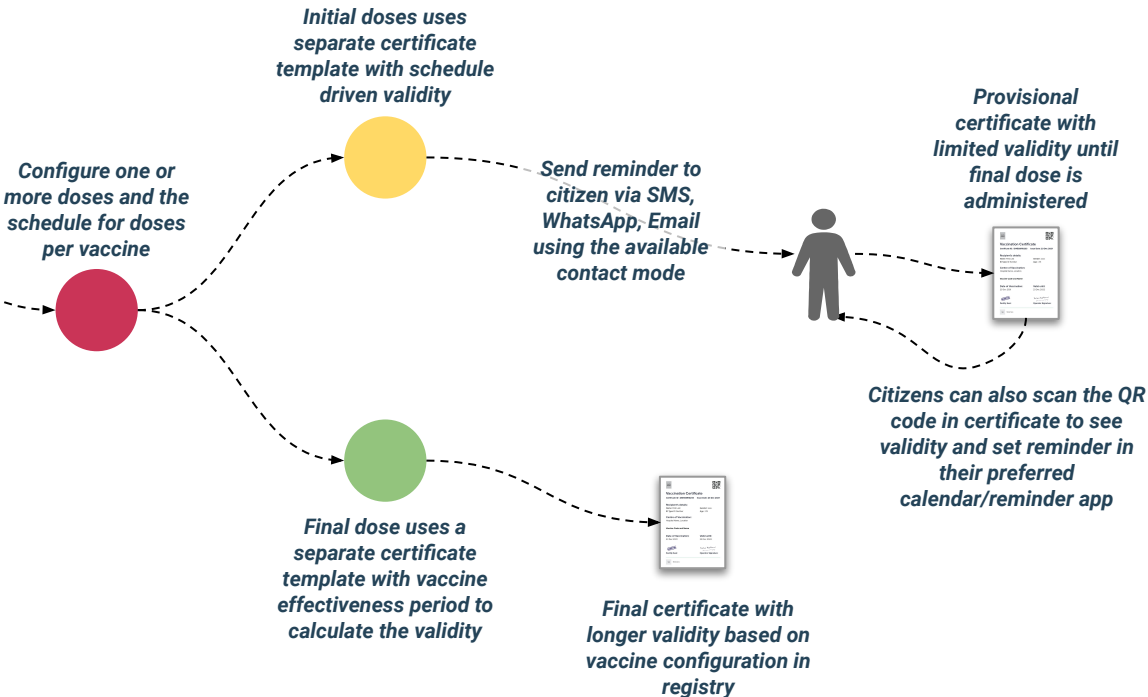 Initial doses uses
separate certificate
template with schedule
driven validity
Configure one or
more doses and the
schedule for doses
per vaccine
Send reminder to
citizen via SMS,
WhatsApp, Email
using the available
contact mode
Provisional
certificate with
limited validity until
final dose is
administered
Vaccination Certificate
Citizens can also scan the QR
code in certificate to see
validity and set reminder in
their preferred
calendar/reminder app
Final dose uses a
separate certificate
template with vaccine
effectiveness period to
calculate the validity
Vaccination Certificate
Final certificate with
longer validity based on
vaccine configuration in
registry